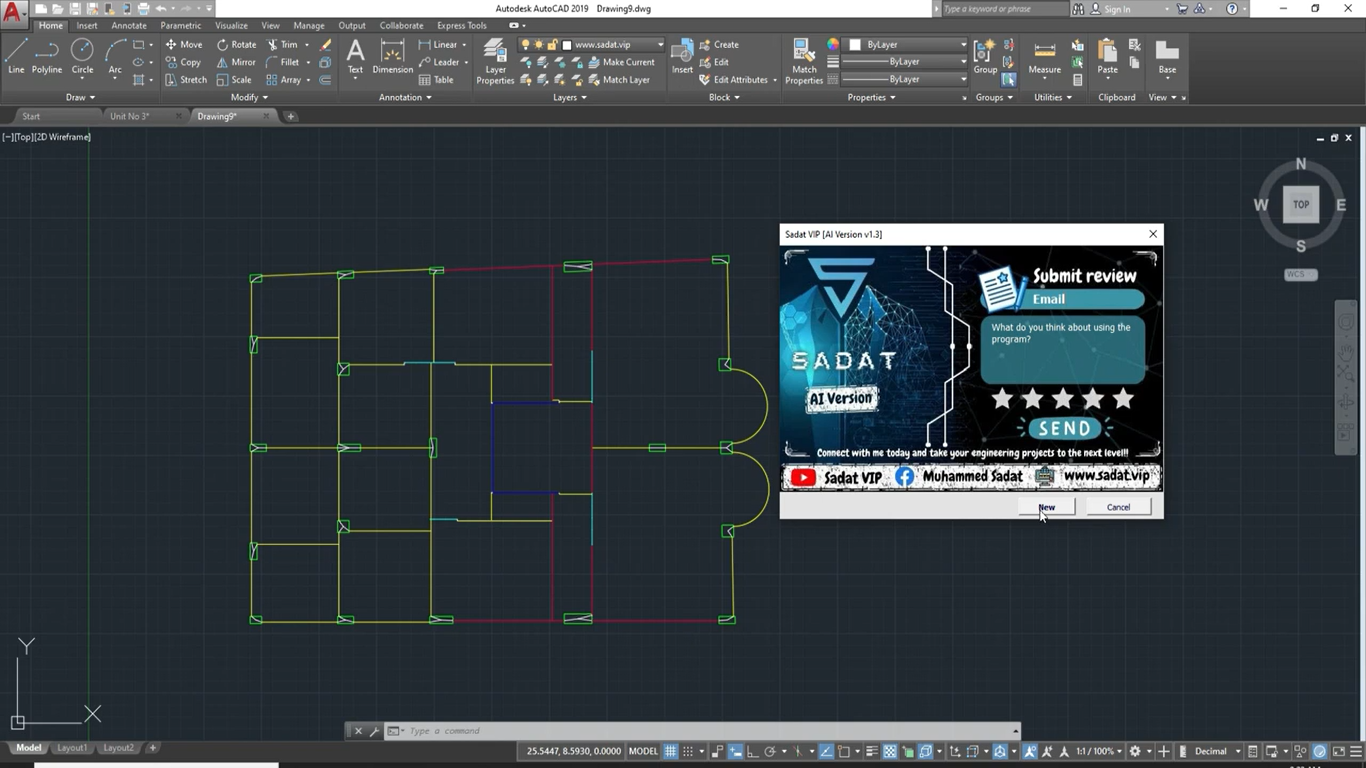 A Autodesk AutoCAD 2019 Drawing9.dwg Type a keyword or phrase Sign In
Home Insert Annotate Parametric Visualize View Manage Output Collaborate Express Tools
Line Polyline Circle Arc
Move Rotate Trim
Copy Mirror Fillet
Stretch Scale Array
Text Dimension
Linear
Leader
Table
Layer Properties
www.sadat.vip
Make Current
Match Layer
Insert
Create
Edit
Edit Attributes
Match Properties
ByLayer
ByLayer
ByLayer
Group Measure Paste Base
Draw Modify Annotation Layers Block Properties Groups Utilities Clipboard View
Start Unit No 3* Drawing9*
[−][Top][2D Wireframe]
N
W TOP E
S
WCS
Sadat VIP [AI Version v1.3]
SADAT
AI Version
Submit review
Email
What do you think about using the
program?
SEND
Connect with me today and take your engineering projects to the next level!!
Sadat VIP Muhammed Sadat www.sadat.vip
New Cancel
Y
X
Type a command
Model Layout1 Layout2 25.5447, 8.5930, 0.0000 MODEL 1:1 / 100% Decimal